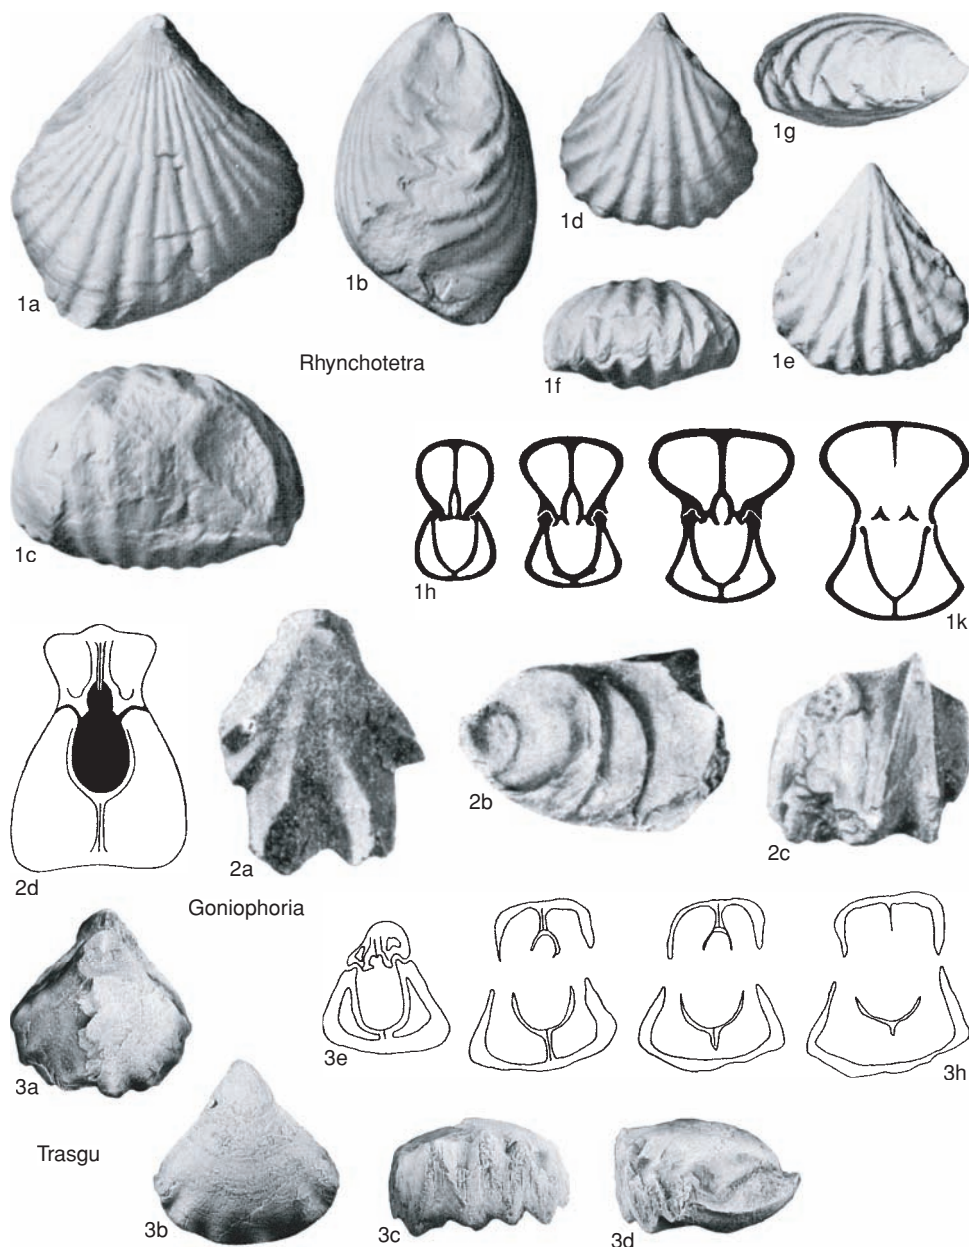 1a
1b
1d
1g
1e
Rhynchotetra
1f
1c
1h
1k
2d
2a
2b
2c
Goniophoria
3a
3e
3h
Trasgu
3b
3c
3d